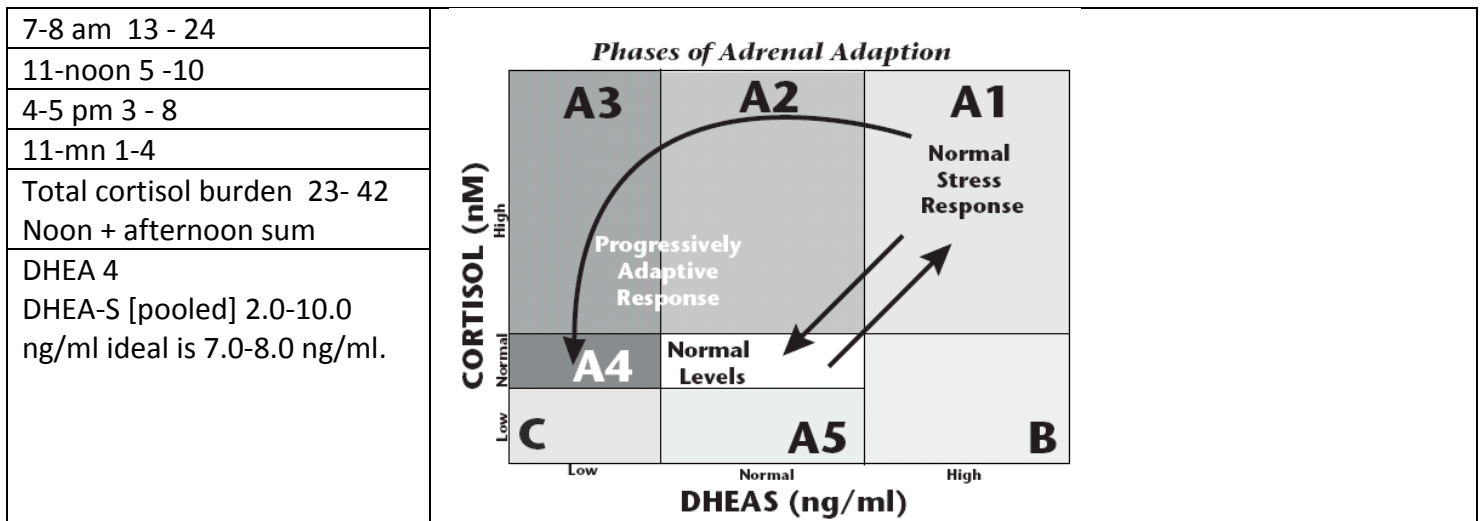 7-8 am 13 - 24
11-noon 5 -10
4-5 pm 3 - 8
11-mn 1-4
Total cortisol burden 23- 42
Noon + afternoon sum
DHEA 4
DHEA-S [pooled] 2.0-10.0
ng/ml ideal is 7.0-8.0 ng/ml.
Phases of Adrenal Adaption
A3
A2
A1
Normal
Stress
Response
Progressively
Adaptive
Response
A4
Normal
Levels
C
A5
B
CORTISOL (nM)
High
Normal
Low
Low
Normal
High
DHEAS (ng/ml)